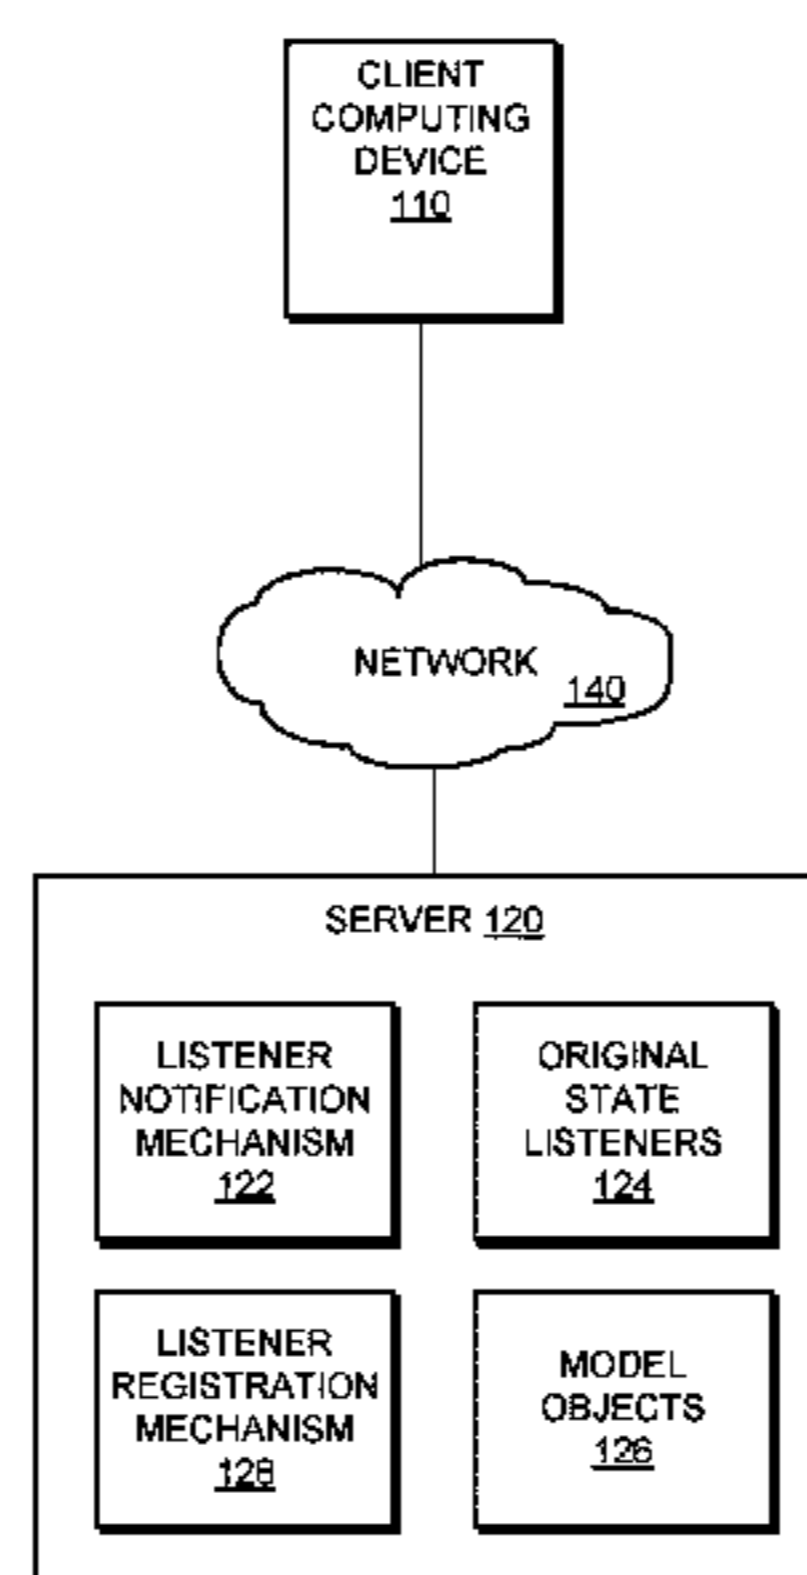 CLIENT
COMPUTING
DEVICE
110
NETWORK
140
SERVER 120
LISTENER
NOTIFICATION
MECHANISM
122
ORIGINAL
STATE
LISTENERS
124
LISTENER
REGISTRATION
MECHANISM
128
MODEL
OBJECTS
126